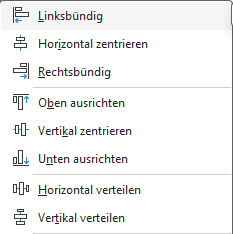 Linksbündig
Horizontal zentrieren
Rechtsbündig
Oben ausrichten
Vertikal zentrieren
Unten ausrichten
Horizontal verteilen
Vertikal verteilen